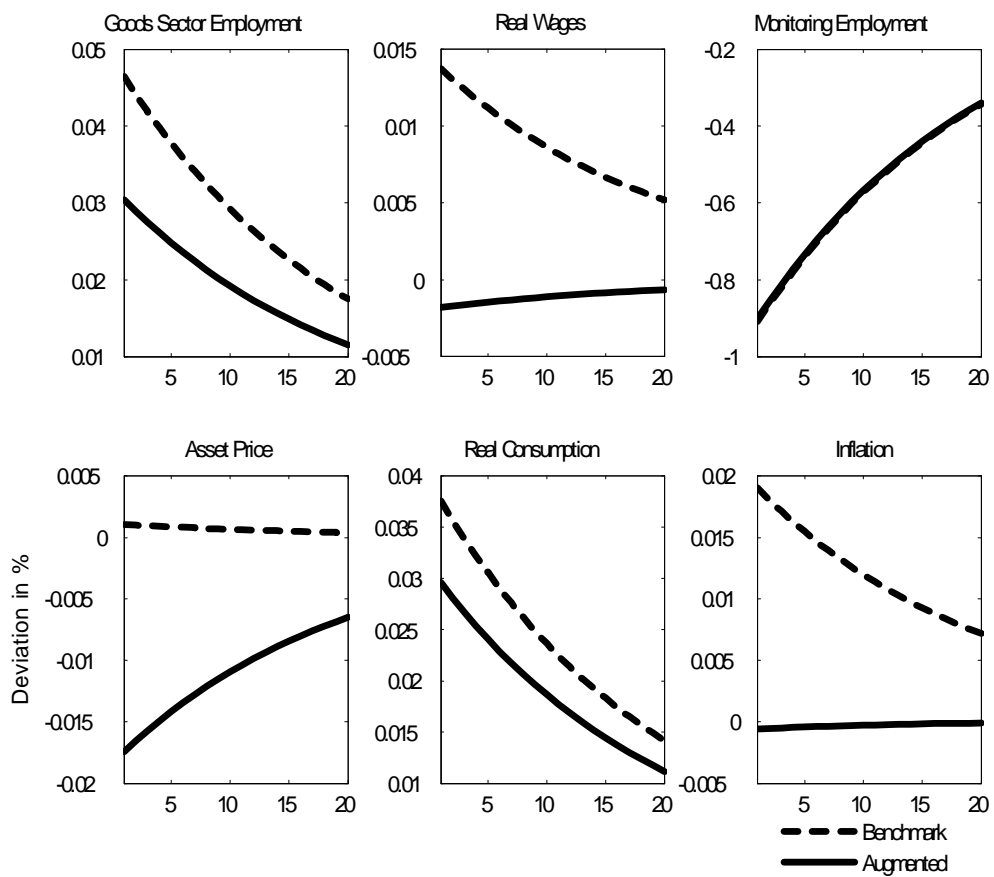 Goods Sector Employment
0.05
0.04
0.03
0.02
0.01
5 10 15 20
Real Wages
0.015
0.01
0.005
0
-0.005
5 10 15 20
Monitoring Employment
-0.2
-0.4
-0.6
-0.8
-1
5 10 15 20
Asset Price
Deviation in %
0.005
0
-0.005
-0.01
-0.015
-0.02
5 10 15 20
Real Consumption
0.04
0.035
0.03
0.025
0.02
0.015
0.01
5 10 15 20
Inflation
0.02
0.015
0.01
0.005
0
-0.005
5 10 15 20
Benchmark
Augmented